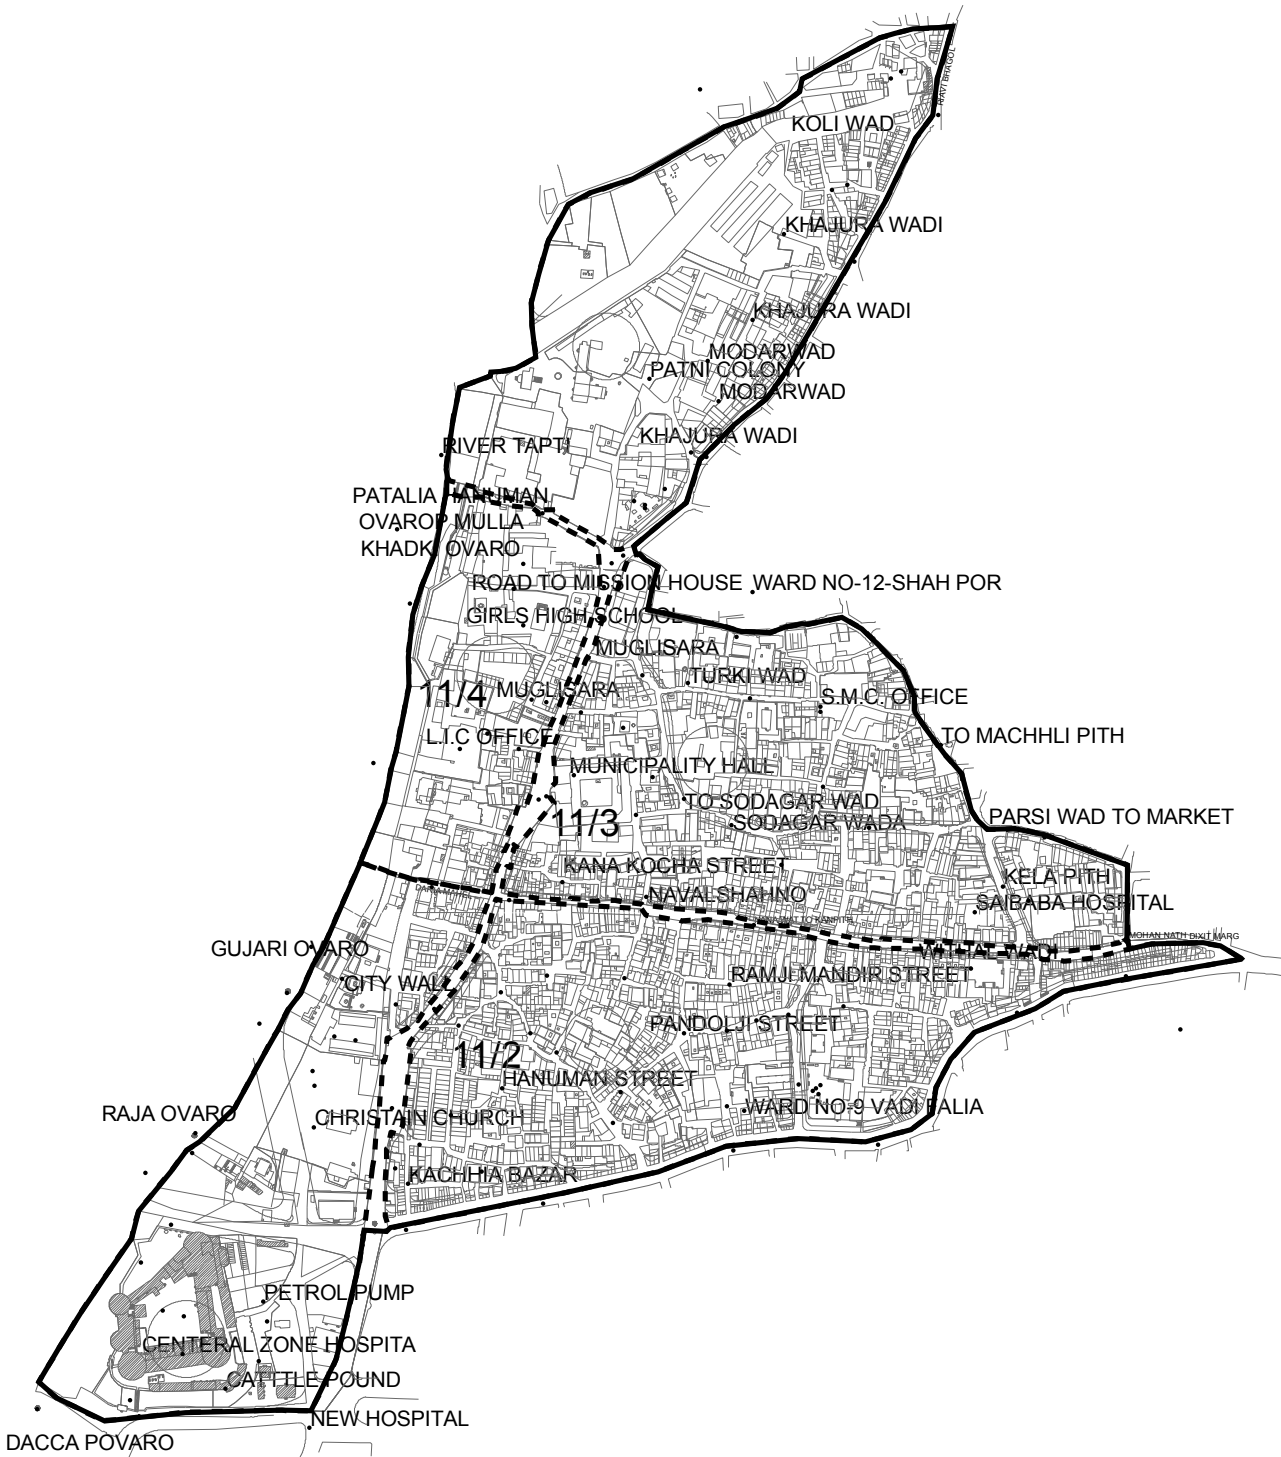 RJAVT BHAGOL
KOLI WAD
KHAJURA WADI
KHAJURA WADI
MODARWAD
PATNI COLONY
MODARWAD
KHAJURA WADI
RIVER TAPTI
PATALIA HANUMAN
OVAROP MULLA
KHADKI OVARO
ROAD TO MISSION HOUSE
WARD NO-12-SHAH POR
GIRLS HIGH SCHOOL
MUGLISARA
TURKI WAD
11/4
MUGLISARA
S.M.C. OFFICE
L.I.C OFFICE
TO MACHHLI PITH
MUNICIPALITY HALL
TO SODAGAR WAD
11/3
SODAGAR WADA
PARSI WAD TO MARKET
KANA KOCHA STREET
KELA PITH
NAVALSHAHNO
SAIBABA HOSPITAL
MOHAN NATH DIXIT MARG
GUJARI OVARO
WITHAL WADI
CITY WALL
RAMJI MANDIR STREET
PANDOLJI STREET
11/2
HANUMAN STREET
RAJA OVARO
CHRISTAIN CHURCH
WARD NO-9 VADI FALIA
KACHHIA BAZAR
PETROL PUMP
CENTERAL ZONE HOSPITA
CATTTLE POUND
NEW HOSPITAL
DACCA POVARO